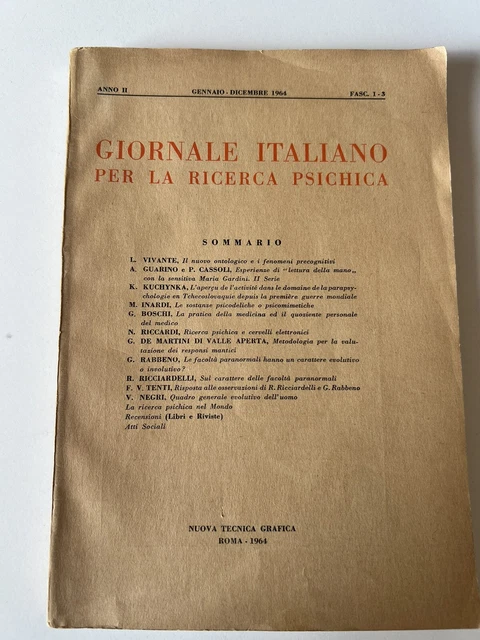 ANNO II GENNAIO - DICEMBRE 1964 FASC. 1 - 3
GIORNALE ITALIANO
PER LA RICERCA PSICHICA
SOMMARIO
L. VIVANTE, Il nuovo ontologico e i fenomeni precognitivi
A. GUARINO e P. CASSOLI, Esperienze di "lettura della mano„
con la sensitiva Maria Gardini. II Serie
K. KUCHYNKA, L'aperçu de l'activité dans le domaine de la parapsy-
chologie en Tchecoslovaquie depuis la première guerre mondiale
M. INARDI, Le sostanze psicodeliche o psicomimetiche
G. BOSCHI, La pratica della medicina ed il quoziente personale
del medico
N. RICCARDI, Ricerca psichica e cervelli elettronici
G. DE MARTINI DI VALLE APERTA, Metodologia per la valu-
tazione dei responsi mantici
G. RABBENO, Le facoltà paranormali hanno un carattere evolutivo
o involutivo?
R. RICCIARDELLI, Sul carattere delle facoltà paranormali
F. V. TENTI, Risposta alle osservazioni di R. Ricciardelli e G. Rabbeno
V. NEGRI, Quadro generale evolutivo dell'uomo
La ricerca psichica nel Mondo
Recensioni (Libri e Riviste)
Atti Sociali
NUOVA TECNICA GRAFICA
ROMA - 1964